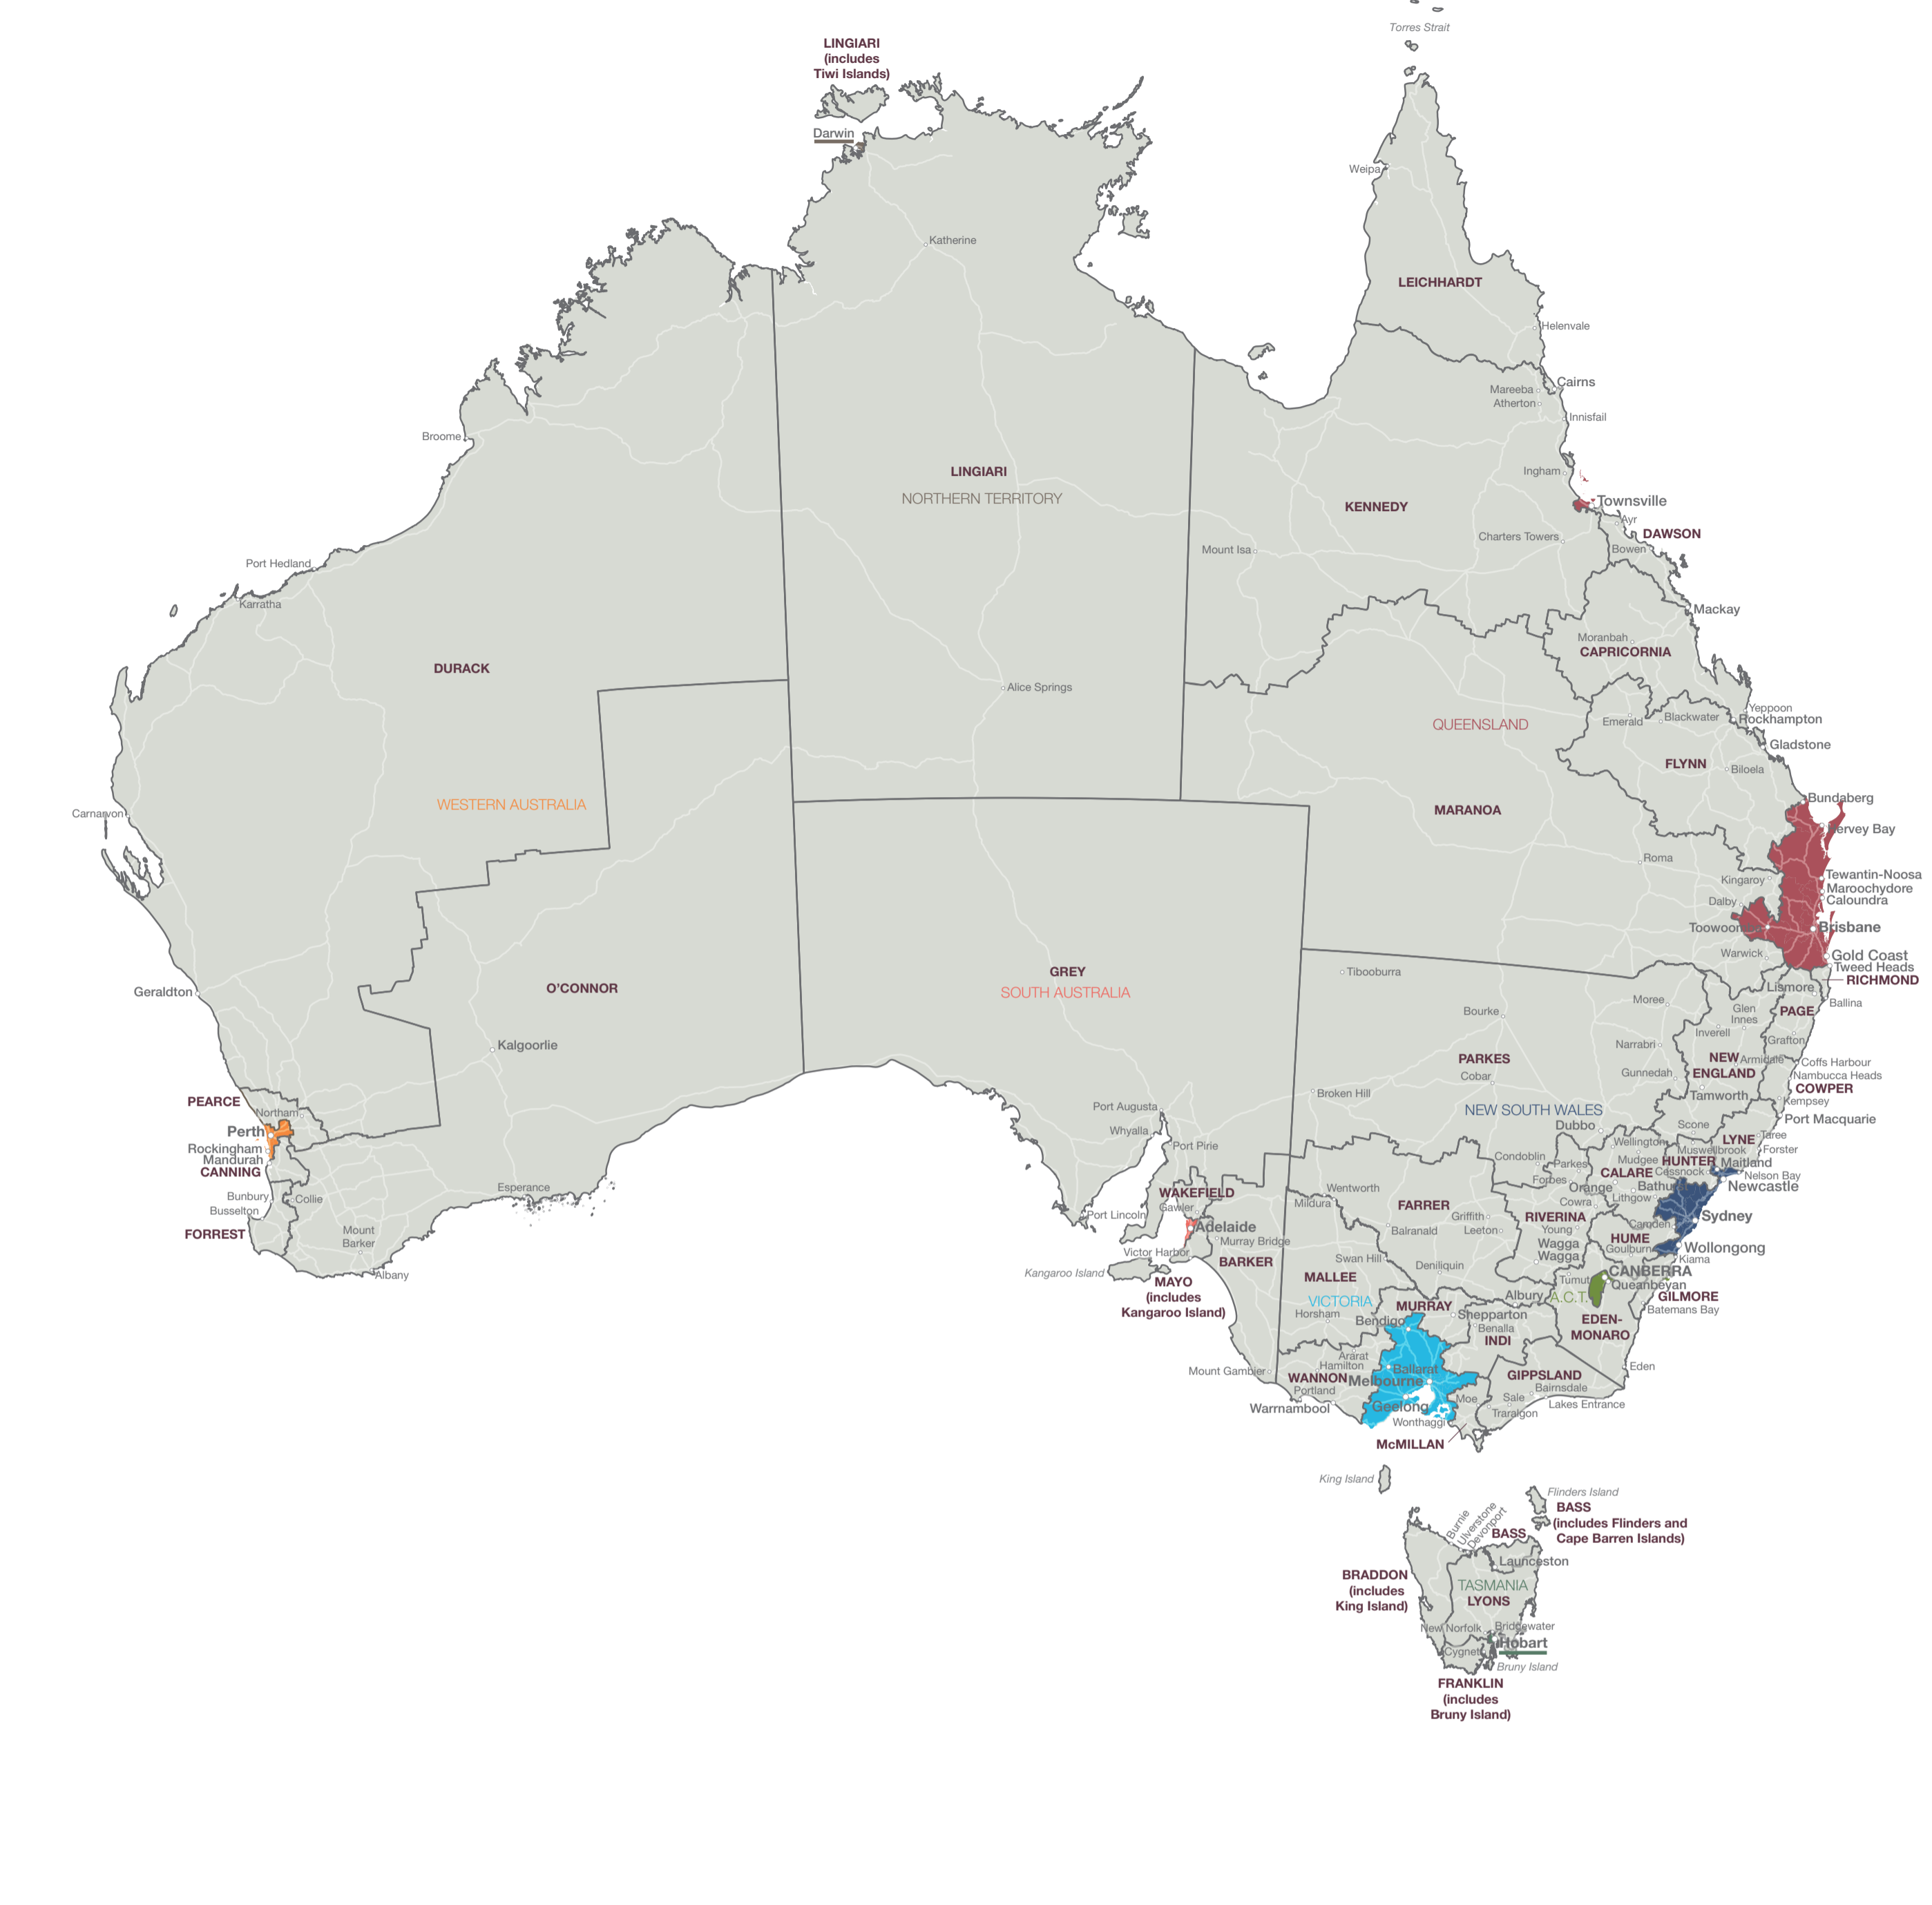 Torres Strait
LINGIARI
(includes
Tiwi Islands)
Darwin
Weipa
Katherine
LEICHHARDT
Helenvale
Cairns
Mareeba
Atherton
Innisfail
Broome
LINGIARI
NORTHERN TERRITORY
Ingham
Townsville
KENNEDY
Ayr
DAWSON
Charters Towers
Bowen
Mount Isa
Port Hedland
Karratha
Mackay
Moranbah
CAPRICORNIA
DURACK
Alice Springs
Yeppoon
Rockhampton
Emerald
Blackwater
QUEENSLAND
Gladstone
FLYNN
Biloela
WESTERN AUSTRALIA
MARANOA
Bundaberg
Carnarvon
Hervey Bay
Roma
Tewantin-Noosa
Kingaroy
Maroochydore
Caloundra
Dalby
Toowoomba
Brisbane
Warwick
Gold Coast
Tweed Heads
GREY
SOUTH AUSTRALIA
Tibooburra
RICHMOND
O'CONNOR
Lismore
Geraldton
Moree
Ballina
Glen
Innes
PAGE
Bourke
Inverell
Grafton
Kalgoorlie
Narrabri
PARKES
NEW
ENGLAND
Armidale
Coffs Harbour
Gunnedah
Nambucca Heads
Cobar
COWPER
Broken Hill
Tamworth
Kempsey
PEARCE
Northam
Port Augusta
NEW SOUTH WALES
Port Macquarie
Perth
Whyalla
Dubbo
Scone
Taree
Rockingham
Port Pirie
Wellington
LYNE
Mandurah
Muswellbrook
Forster
CANNING
Condoblin
Parkes
Mudgee
HUNTER
Maitland
CALARE
Cessnock
Nelson Bay
Forbes
Orange
Bathurst
Newcastle
Bunbury
Collie
Esperance
WAKEFIELD
Wentworth
Mildura
Lithgow
Busselton
Gawler
FARRER
Cowra
Port Lincoln
Griffith
RIVERINA
Sydney
FORREST
Mount
Barker
Adelaide
Balranald
Leeton
Young
Camden
Murray Bridge
Wagga
Wagga
HUME
Goulburn
Wollongong
Victor Harbor
BARKER
Swan Hill
Kiama
Albany
Kangaroo Island
MALLEE
Deniliquin
Tumut
CANBERRA
Queanbeyan
MAYO
(includes
Kangaroo Island)
VICTORIA
MURRAY
Albury
A.C.T.
GILMORE
Horsham
Bendigo
Shepparton
Batemans Bay
Benalla
INDI
EDEN-
MONARO
Ararat
Hamilton
Ballarat
Eden
Mount Gambier
WANNON
Melbourne
GIPPSLAND
Portland
Bairnsdale
Moe
Sale
Lakes Entrance
Warrnambool
Geelong
Traralgon
Wonthaggi
McMILLAN
King Island
Flinders Island
BASS
(includes Flinders and
Cape Barren Islands)
Burnie
Ulverstone
Devonport
BASS
Launceston
BRADDON
(includes
King Island)
TASMANIA
LYONS
New Norfolk
Bridgewater
Hobart
Cygnet
Bruny Island
FRANKLIN
(includes
Bruny Island)